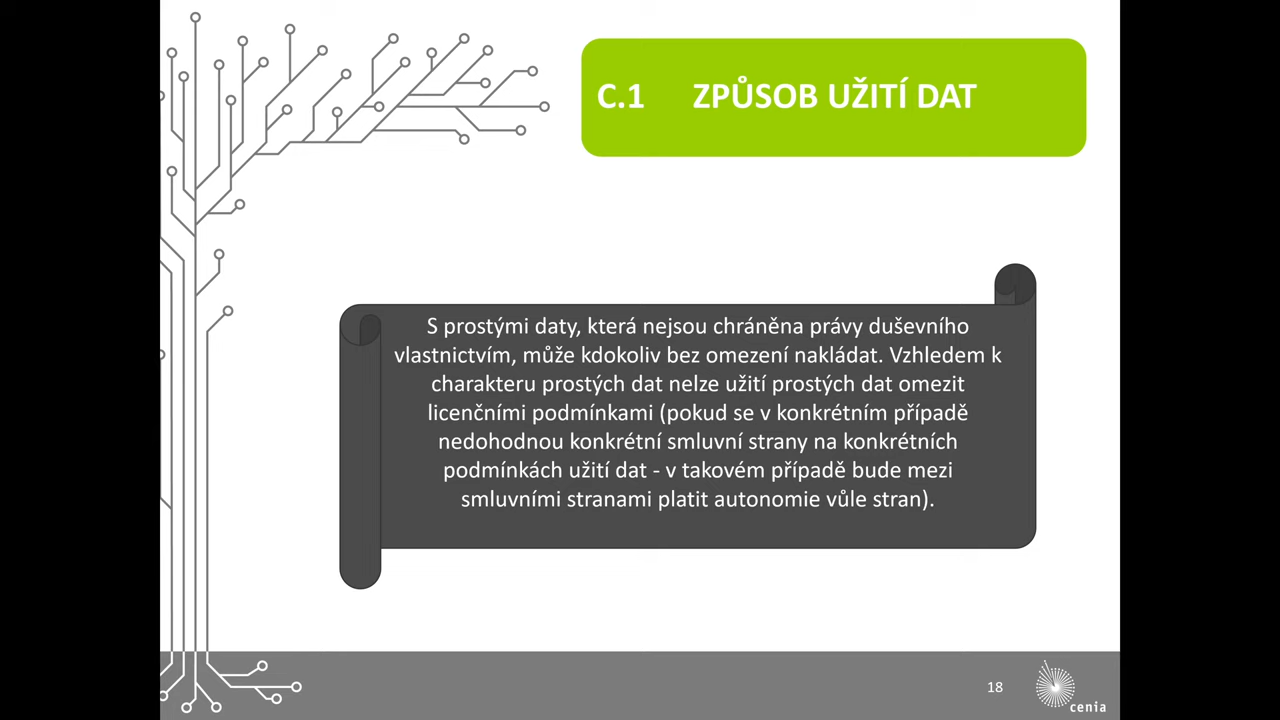 C.1 ZPŮSOB UŽITÍ DAT
S prostými daty, která nejsou chráněna právy duševního
vlastnictvím, může kdokoliv bez omezení nakládat. Vzhledem k
charakteru prostých dat nelze užití prostých dat omezit
licenčními podmínkami (pokud se v konkrétním případě
nedohodnou konkrétní smluvní strany na konkrétních
podmínkách užití dat - v takovém případě bude mezi
smluvními stranami platit autonomie vůle stran).
18
cenia